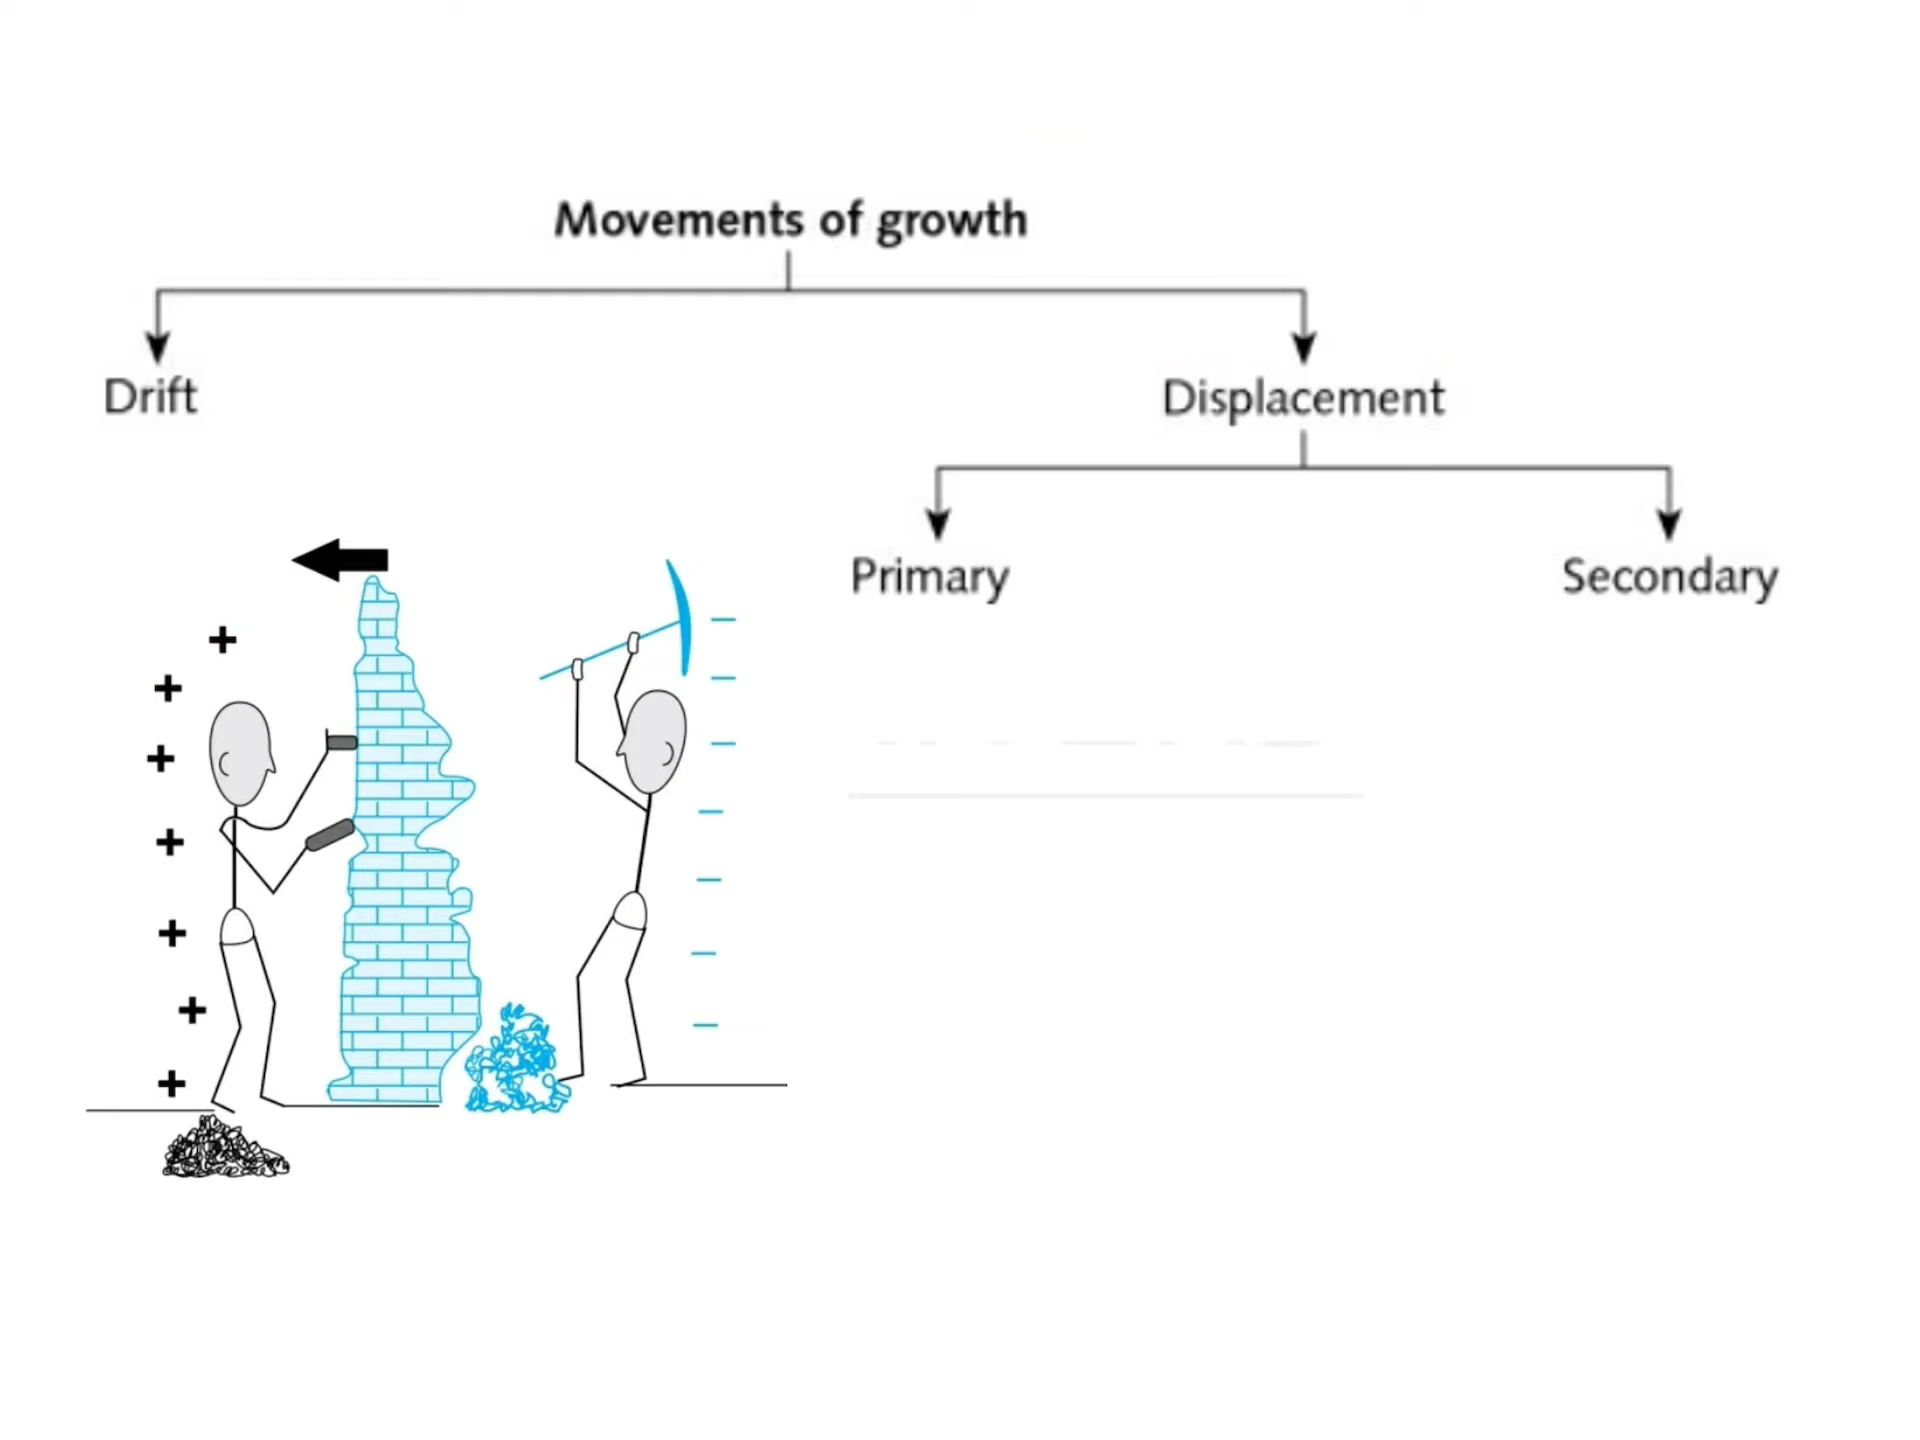 Movements of growth
Drift
Displacement
Primary
Secondary
+
+
+
+
+
+
+
–
–
–
–
–
–
–